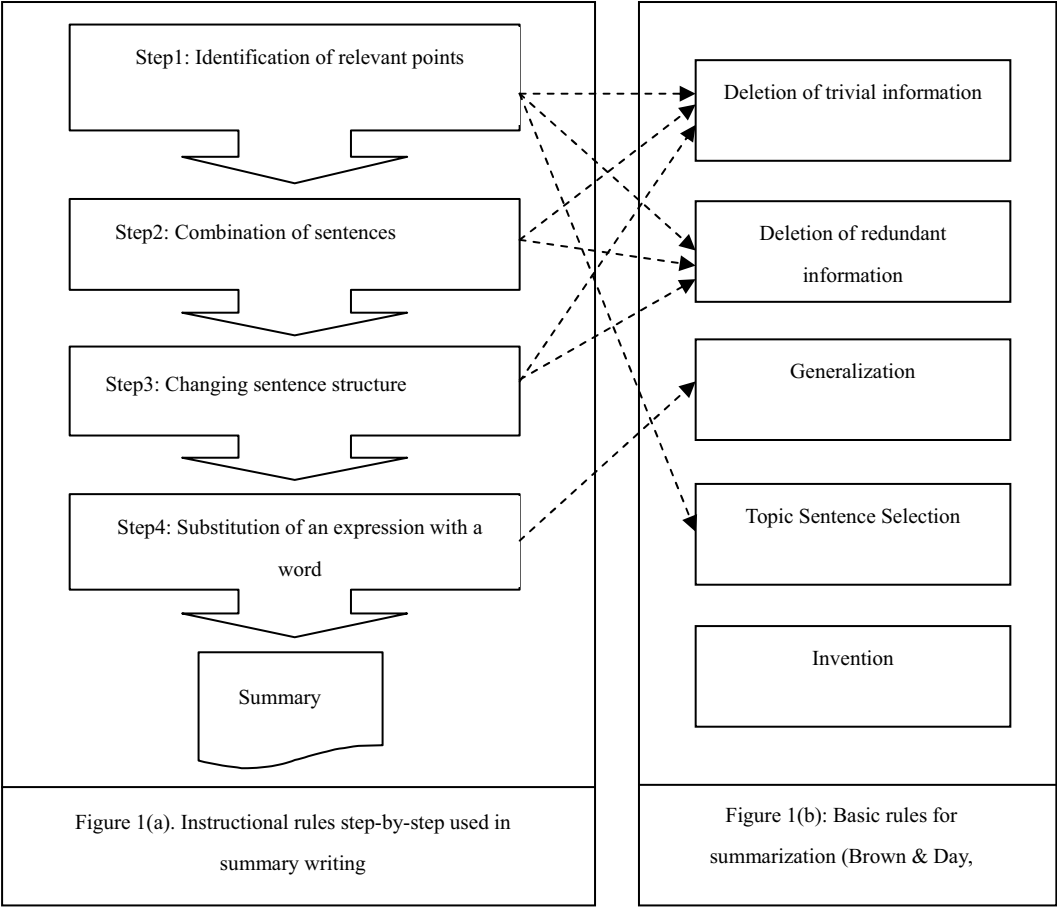 Step1: Identification of relevant points
Step2: Combination of sentences
Step3: Changing sentence structure
Step4: Substitution of an expression with a
word
Summary
Figure 1(a). Instructional rules step-by-step used in
summary writing
Deletion of trivial information
Deletion of redundant
information
Generalization
Topic Sentence Selection
Invention
Figure 1(b): Basic rules for
summarization (Brown & Day,